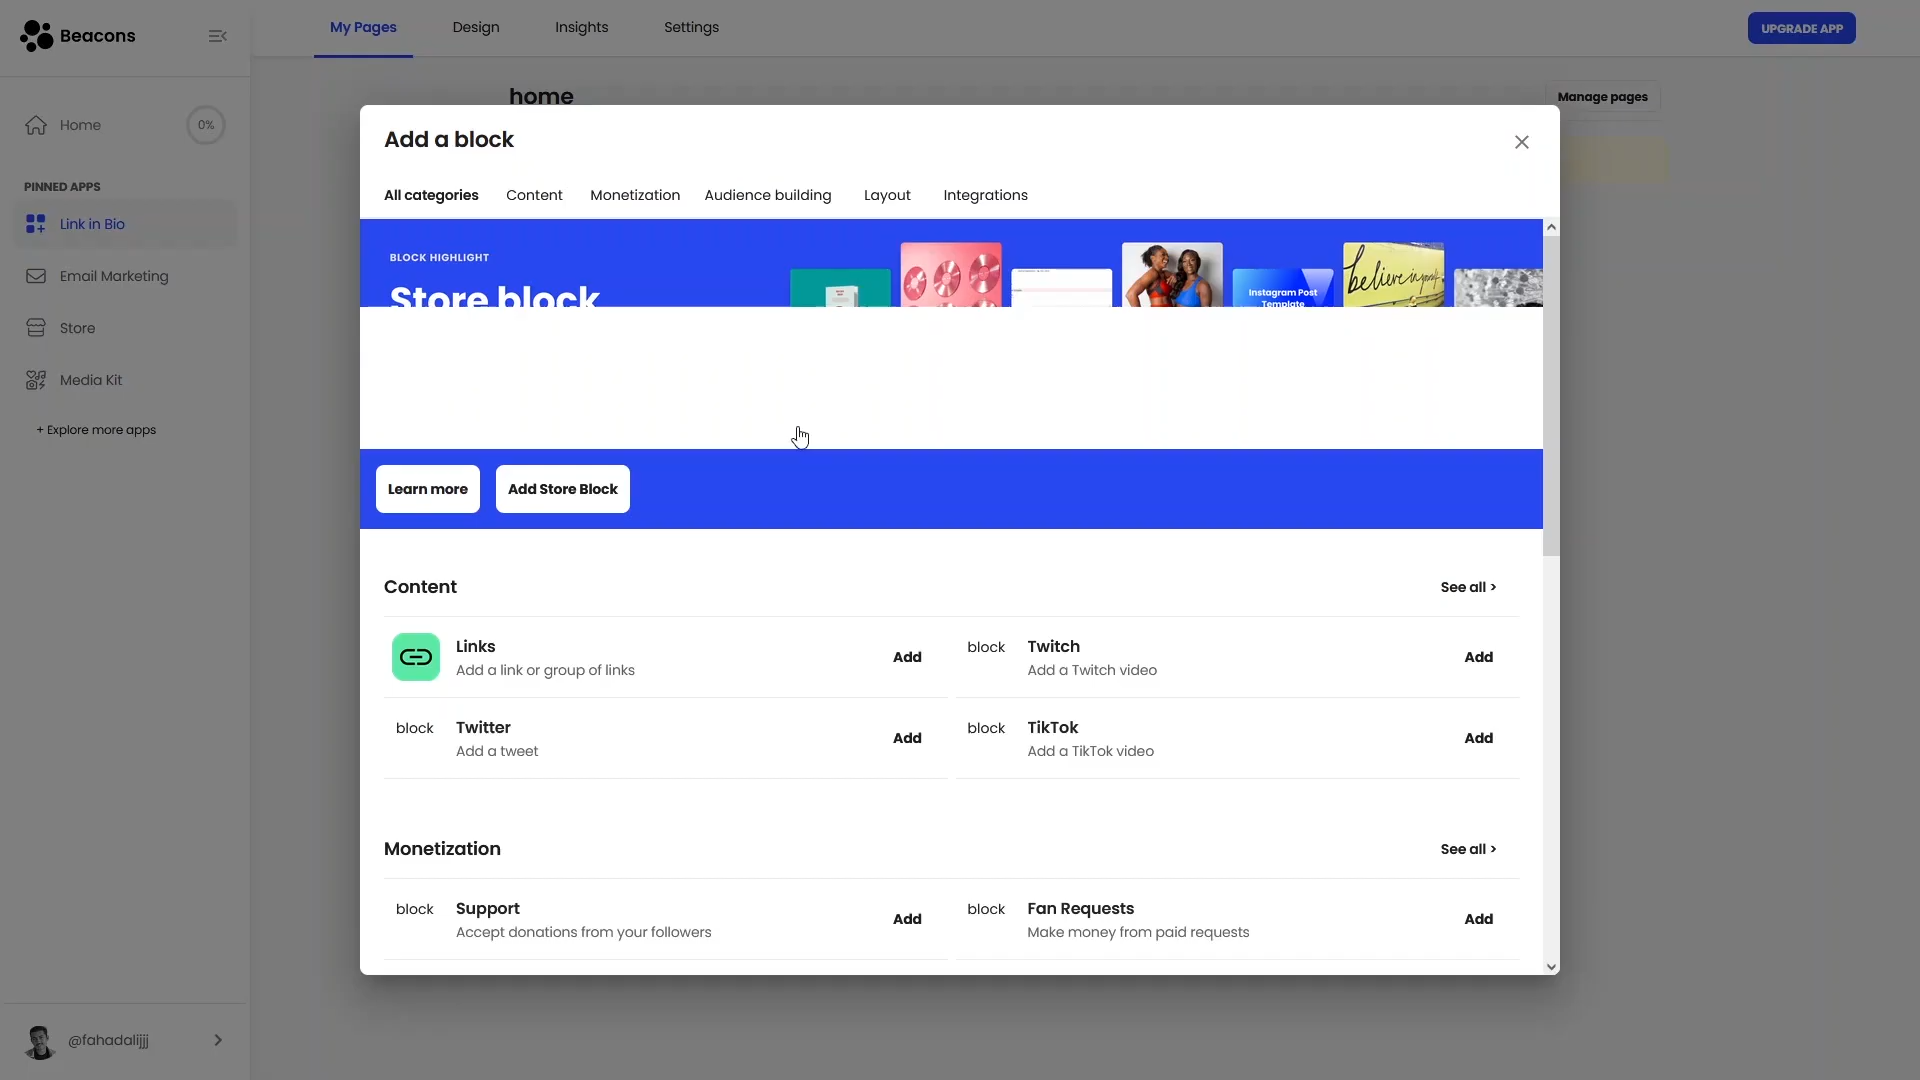 Beacons
My Pages
Design
Insights
Settings
UPGRADE APP
home
Manage pages
Home
0%
PINNED APPS
Link in Bio
Email Marketing
Store
Media Kit
+ Explore more apps
@fahadalijjj
Add a block
All categories
Content
Monetization
Audience building
Layout
Integrations
BLOCK HIGHLIGHT
Store block
believe in yourself
Instagram Post
Template
Learn more
Add Store Block
Content
See all >
Links
Add a link or group of links
Add
block
Twitch
Add a Twitch video
Add
block
Twitter
Add a tweet
Add
block
TikTok
Add a TikTok video
Add
Monetization
See all >
block
Support
Accept donations from your followers
Add
block
Fan Requests
Make money from paid requests
Add